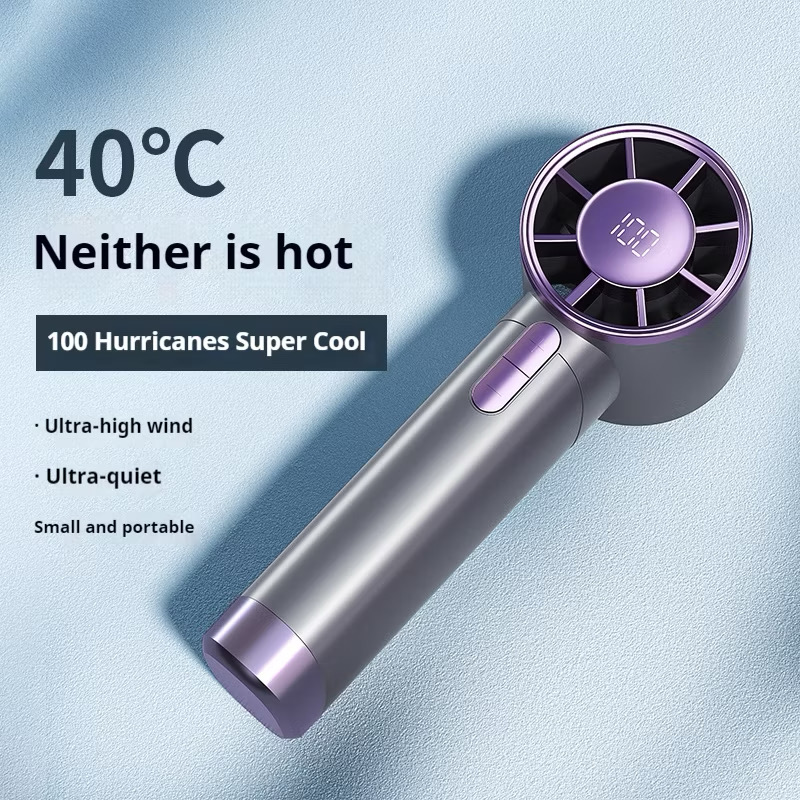 40°C
Neither is hot
100 Hurricanes Super Cool
· Ultra-high wind
· Ultra-quiet
Small and portable
100